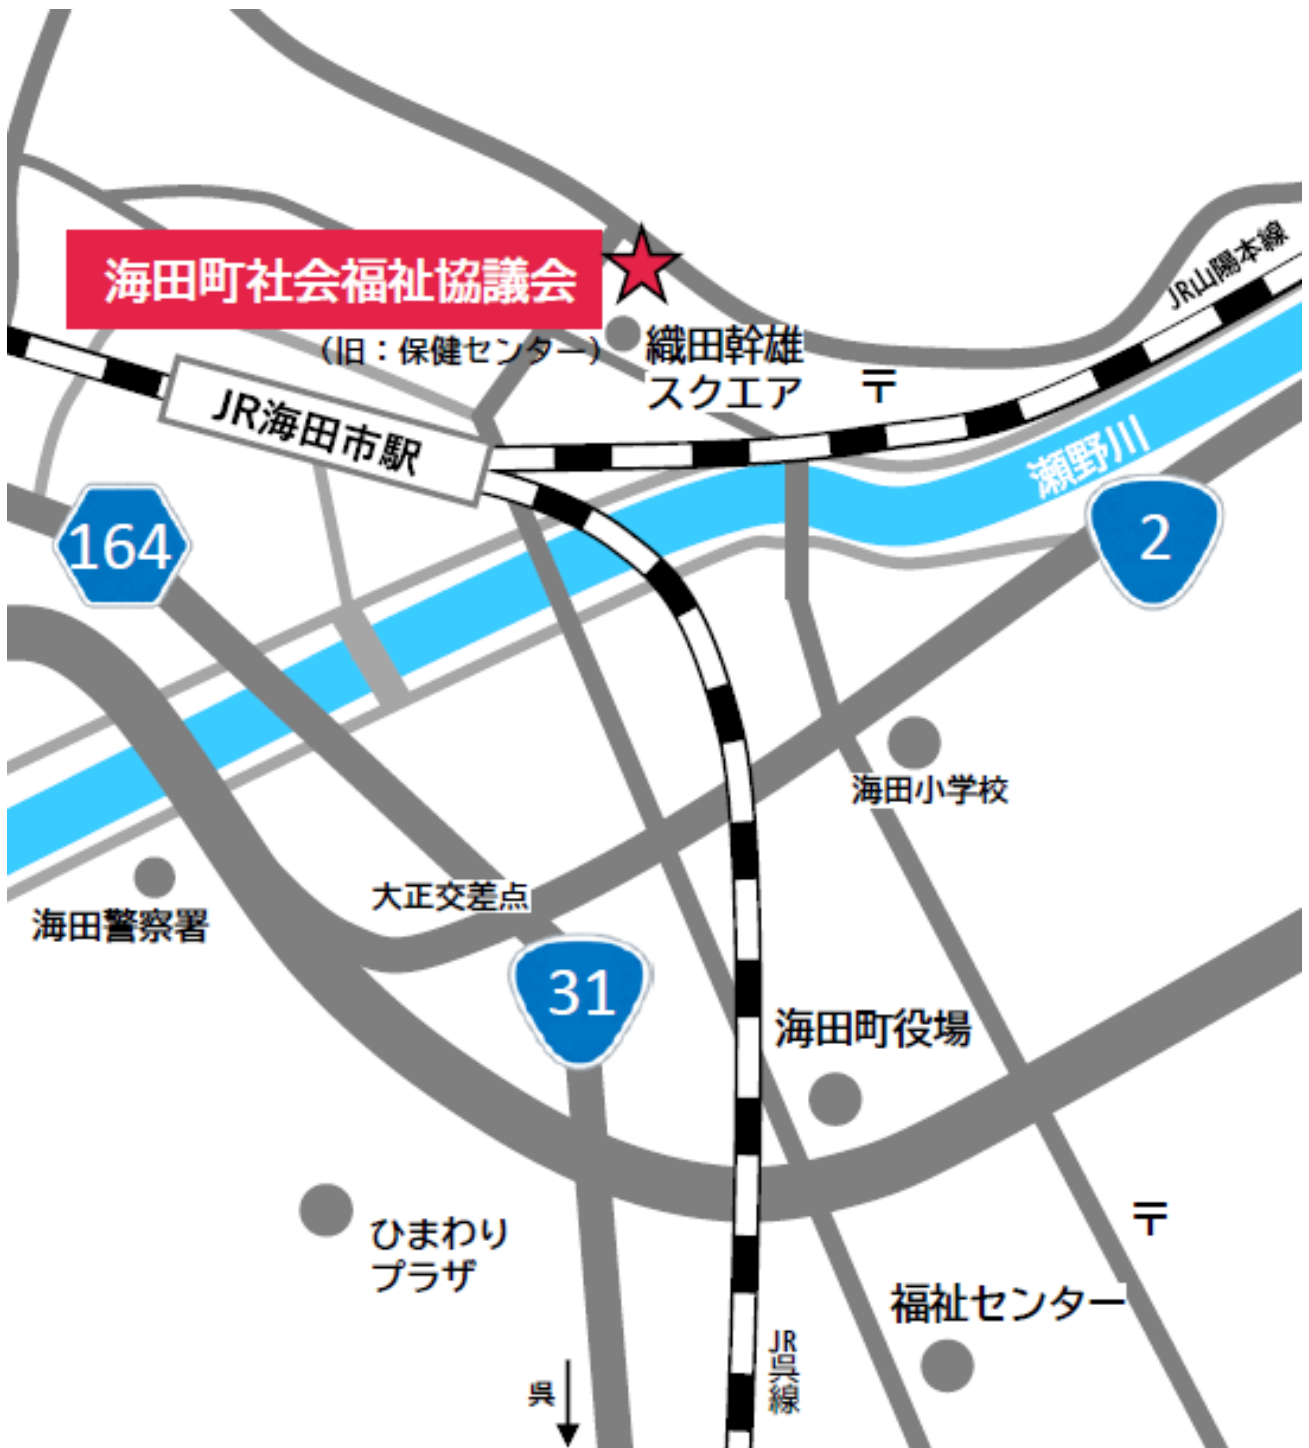 JR山陽本線
海田町社会福祉協議会
(旧:保健センター)
織田幹雄
スクエア
〒
JR海田市駅
瀬野川
164
2
海田小学校
大正交差点
海田警察署
31
海田町役場
ひまわり
プラザ
〒
福祉センター
JR呉線
呉